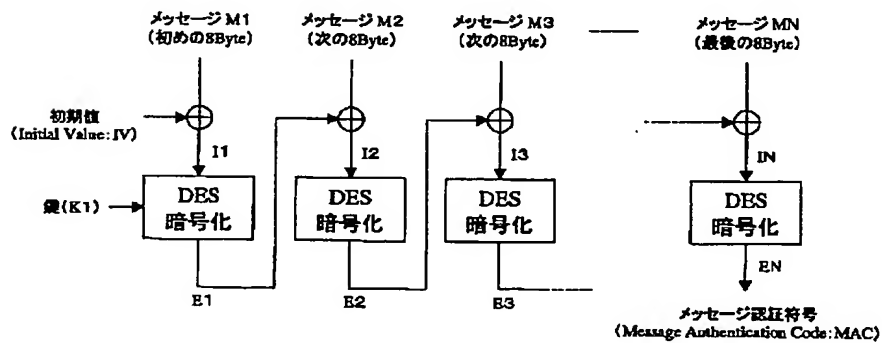 メッセージ M1
(初めの8Byte)
メッセージ M2
(次の8Byte)
メッセージ M3
(次の8Byte)
メッセージ MN
(最後の8Byte)
初期値
(Initial Value: IV)
I1
I2
I3
IN
鍵(K1)
DES
暗号化
DES
暗号化
DES
暗号化
DES
暗号化
E1
E2
E3
EN
メッセージ認証符号
(Message Authentication Code: MAC)